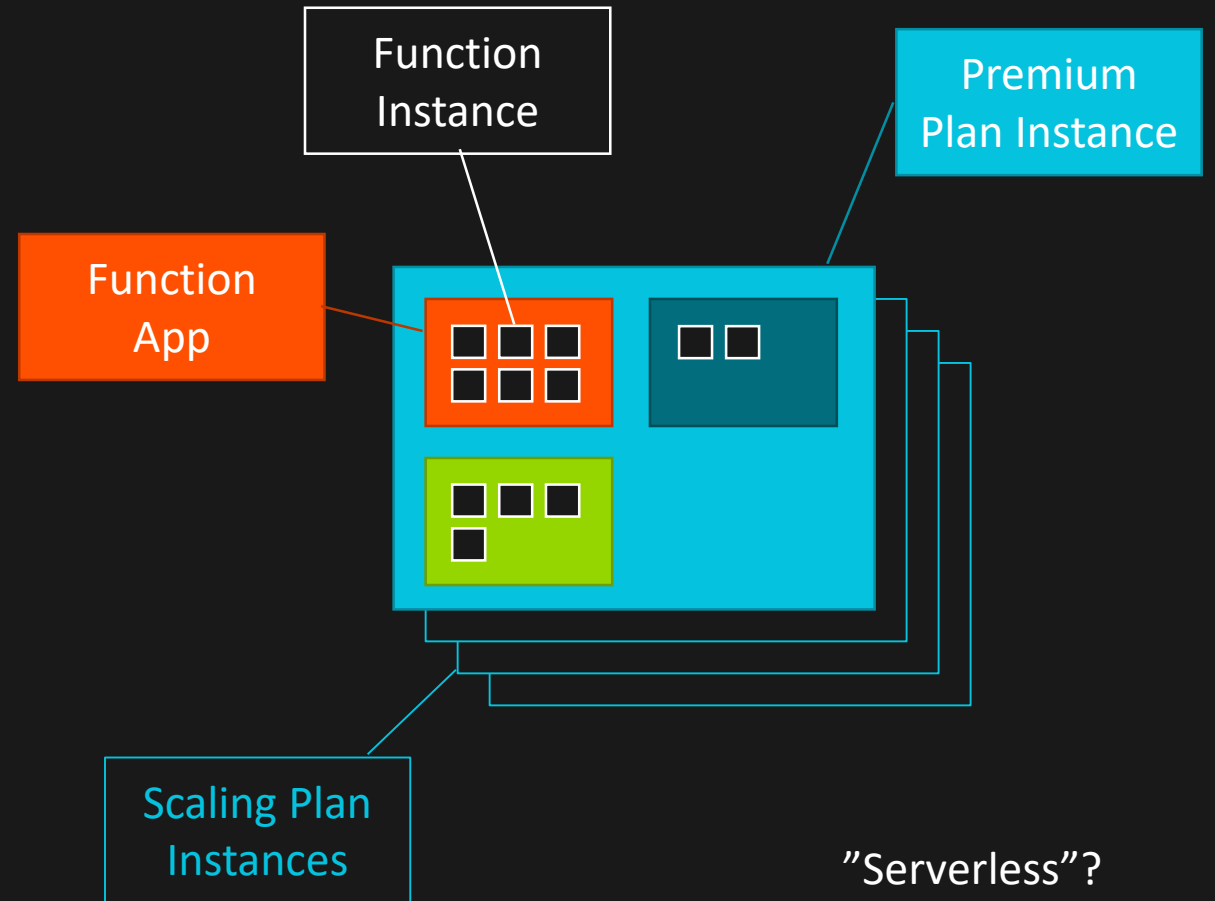 Function
Instance
Premium
Plan Instance
Function
App
Scaling Plan
Instances
”Serverless”?